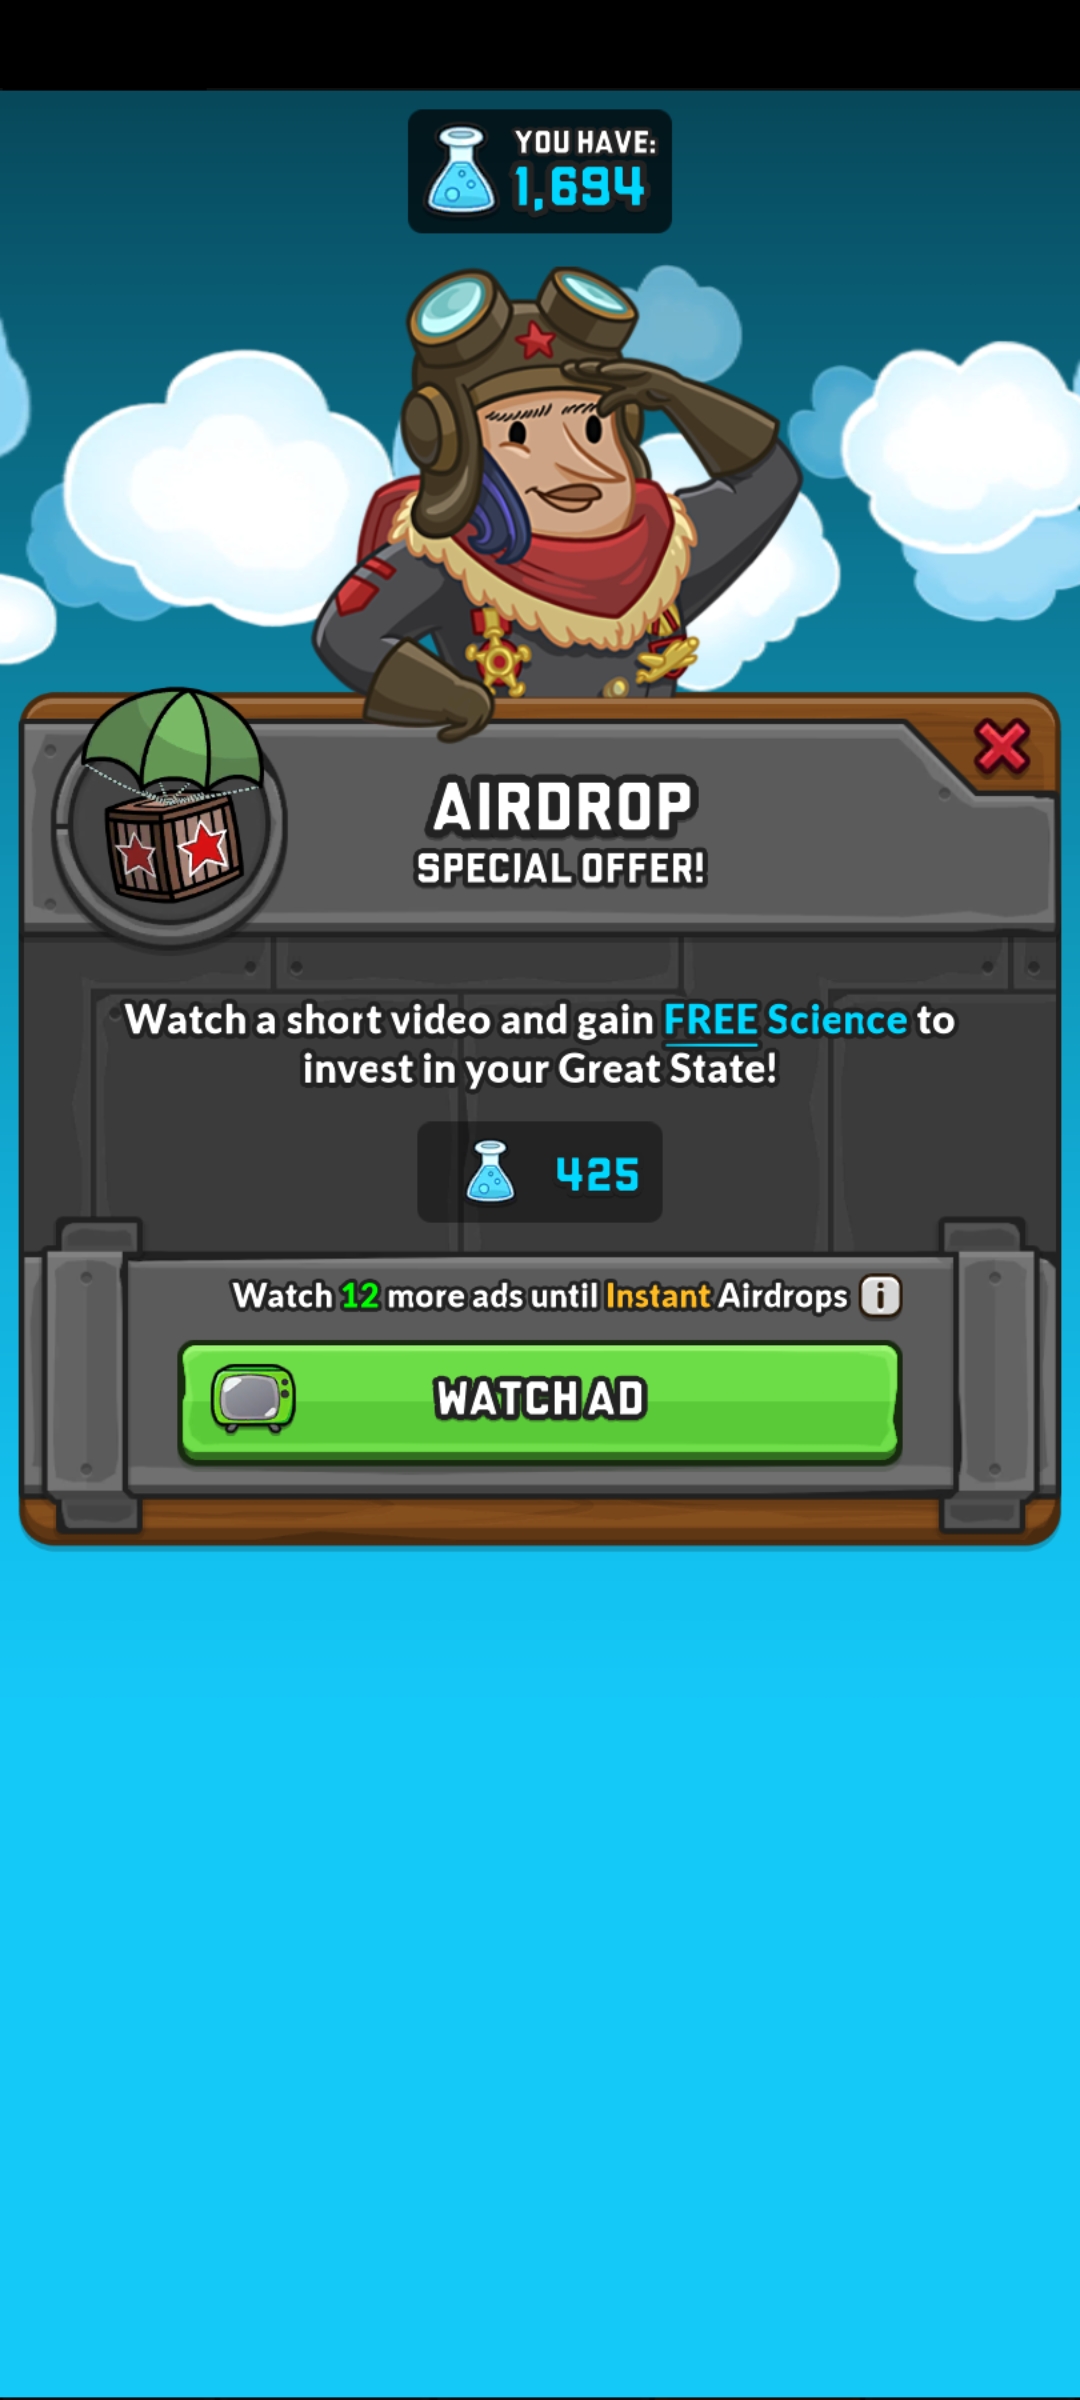 YOU HAVE:
1,694
AIRDROP
SPECIAL OFFER!
Watch a short video and gain FREE Science to
invest in your Great State!
425
Watch 12 more ads until Instant Airdrops i
WATCH AD